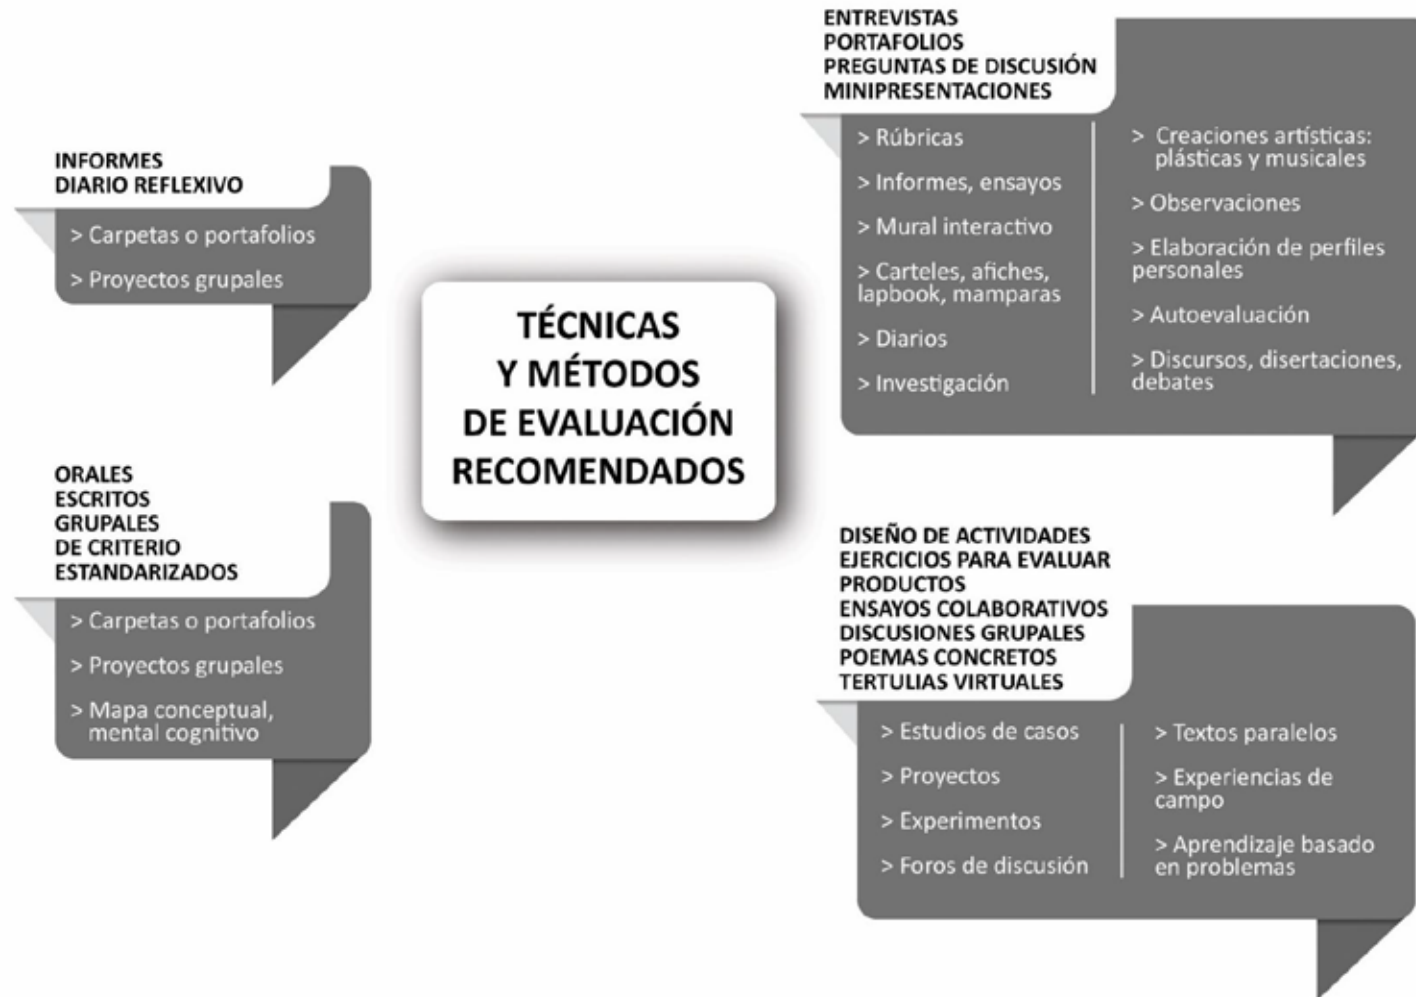 INFORMES
DIARIO REFLEXIVO
> Carpetas o portafolios
> Proyectos grupales
ORALES
ESCRITOS
GRUPALES
DE CRITERIO
ESTANDARIZADOS
> Carpetas o portafolios
> Proyectos grupales
> Mapa conceptual,
mental cognitivo
TÉCNICAS
Y MÉTODOS
DE EVALUACIÓN
RECOMENDADOS
ENTREVISTAS
PORTAFOLIOS
PREGUNTAS DE DISCUSIÓN
MINIPRESENTACIONES
> Rúbricas
> Informes, ensayos
> Mural interactivo
> Carteles, afiches,
lapbook, mamparas
> Diarios
> Investigación
> Creaciones artísticas:
plásticas y musicales
> Observaciones
> Elaboración de perfiles
personales
> Autoevaluación
> Discursos, disertaciones,
debates
DISEÑO DE ACTIVIDADES
EJERCICIOS PARA EVALUAR
PRODUCTOS
ENSAYOS COLABORATIVOS
DISCUSIONES GRUPALES
POEMAS CONCRETOS
TERTULIAS VIRTUALES
> Estudios de casos
> Proyectos
> Experimentos
> Foros de discusión
> Textos paralelos
> Experiencias de
campo
> Aprendizaje basado
en problemas